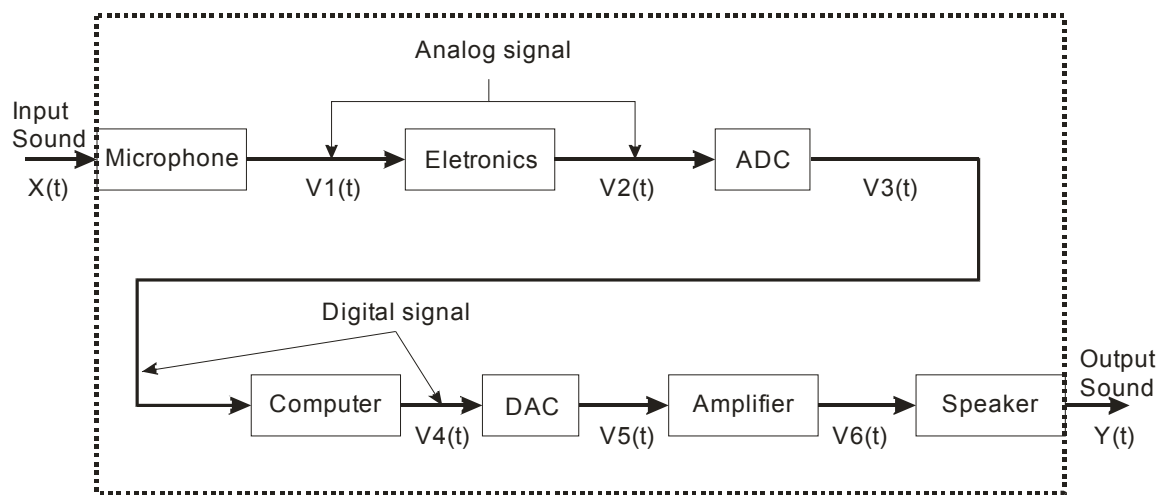 Analog signal
Input
Sound
Microphone
Eletronics
ADC
X(t)
V1(t)
V2(t)
V3(t)
Digital signal
Output
Sound
Computer
DAC
Amplifier
Speaker
V4(t)
V5(t)
V6(t)
Y(t)